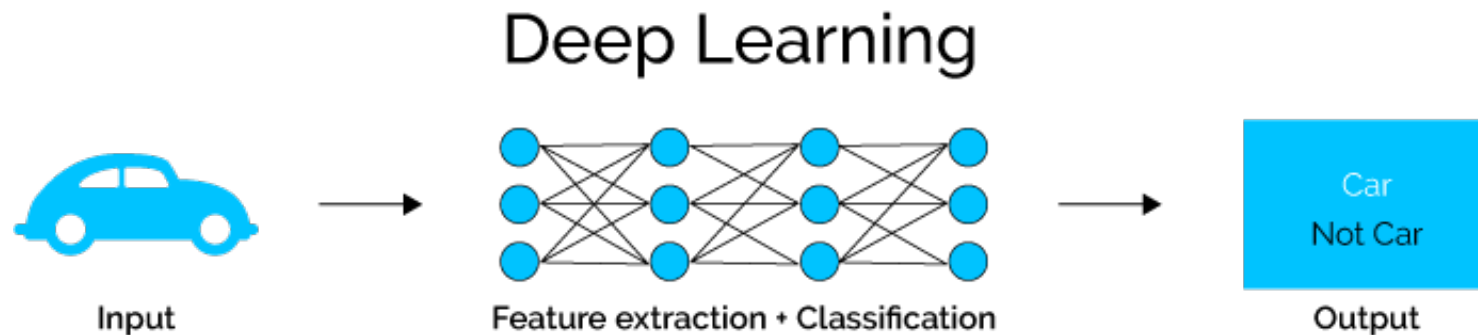 Deep Learning
Car
Not Car
Input
Feature extraction + Classification
Output